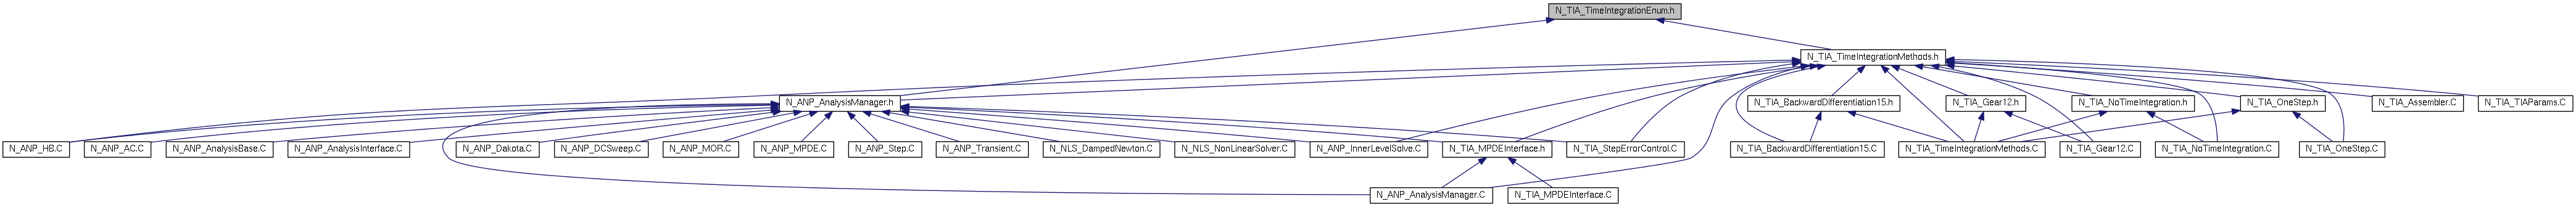 N_TIA_TimeIntegrationEnum.h
N_TIA_TimeIntegrationMethods.h
N_ANP_AnalysisManager.h
N_TIA_BackwardDifferentiation15.h
N_TIA_Gear12.h
N_TIA_NoTimeIntegration.h
N_TIA_OneStep.h
N_TIA_Assembler.C
N_TIA_TIAParams.C
N_ANP_HB.C
N_ANP_AC.C
N_ANP_AnalysisBase.C
N_ANP_AnalysisInterface.C
N_ANP_Dakota.C
N_ANP_DCSweep.C
N_ANP_MOR.C
N_ANP_MPDE.C
N_ANP_Step.C
N_ANP_Transient.C
N_NLS_DampedNewton.C
N_NLS_NonLinearSolver.C
N_ANP_InnerLevelSolve.C
N_TIA_MPDEInterface.h
N_TIA_StepErrorControl.C
N_TIA_BackwardDifferentiation15.C
N_TIA_TimeIntegrationMethods.C
N_TIA_Gear12.C
N_TIA_NoTimeIntegration.C
N_TIA_OneStep.C
N_ANP_AnalysisManager.C
N_TIA_MPDEInterface.C